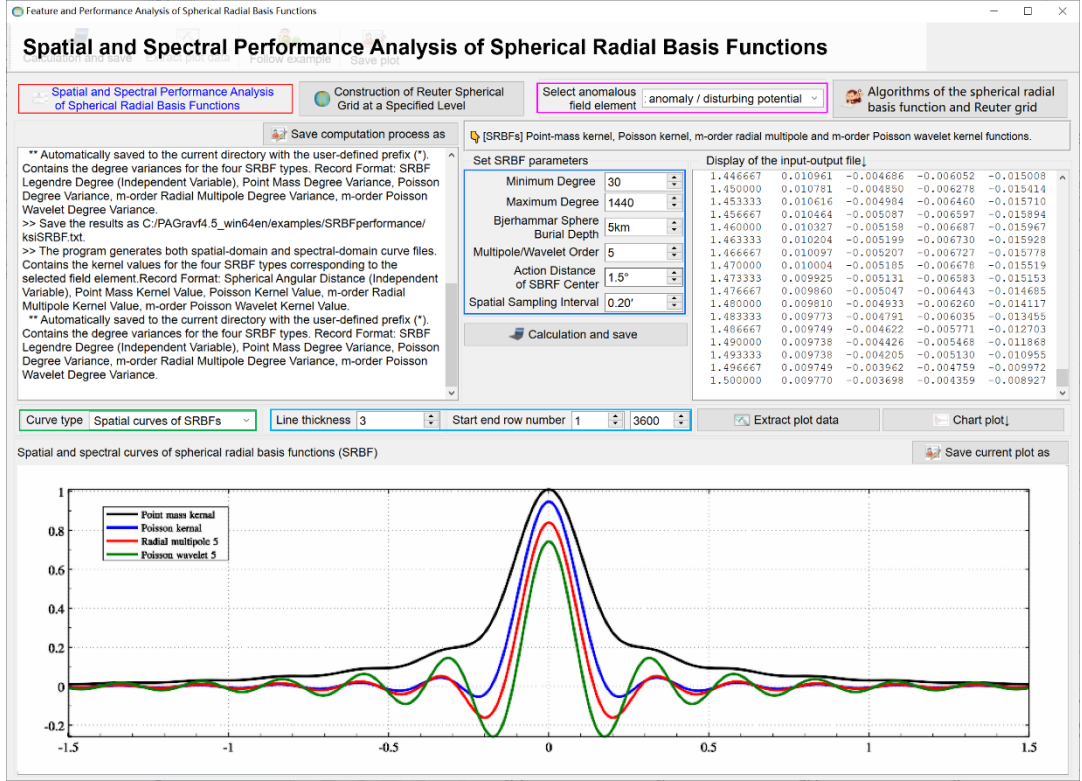 Feature and Performance Analysis of Spherical Radial Basis Functions
Spatial and Spectral Performance Analysis of Spherical Radial Basis Functions
Calculation and save
Extract plot data
Follow example
Save plot
Spatial and Spectral Performance Analysis
of Spherical Radial Basis Functions
Construction of Reuter Spherical
Grid at a Specified Level
Select anomalous
field element
: anomaly / disturbing potential
Algorithms of the spherical radial
basis function and Reuter grid
Save computation process as
[SRBFs] Point-mass kernel, Poisson kernel, m-order radial multipole and m-order Poisson wavelet kernel functions.
** Automatically saved to the current directory with the user-defined prefix (*).
Contains the degree variances for the four SRBF types. Record Format: SRBF
Legendre Degree (Independent Variable), Point Mass Degree Variance, Poisson
Degree Variance, m-order Radial Multipole Degree Variance, m-order Poisson
Wavelet Degree Variance.
>> Save the results as C:/PAGravf4.5_win64en/examples/SRBFperformance/
ksiSRBF.txt.
>> The program generates both spatial-domain and spectral-domain curve files.
Contains the kernel values for the four SRBF types corresponding to the
selected field element.Record Format: Spherical Angular Distance (Independent
Variable), Point Mass Kernel Value, Poisson Kernel Value, m-order Radial
Multipole Kernel Value, m-order Poisson Wavelet Kernel Value.
** Automatically saved to the current directory with the user-defined prefix (*).
Contains the degree variances for the four SRBF types. Record Format: SRBF
Legendre Degree (Independent Variable), Point Mass Degree Variance, Poisson
Degree Variance, m-order Radial Multipole Degree Variance, m-order Poisson
Wavelet Degree Variance.
Set SRBF parameters
Minimum Degree 30
Maximum Degree 1440
Bjerhammar Sphere
Burial Depth 5km
Multipole/Wavelet Order 5
Action Distance
of SBRF Center 1.5°
Spatial Sampling Interval 0.20′
Calculation and save
Display of the input-output file↓
1.446667 0.010961 -0.004686 -0.006052 -0.015008
1.450000 0.010781 -0.004850 -0.006278 -0.015414
1.453333 0.010616 -0.004984 -0.006460 -0.015710
1.456667 0.010464 -0.005087 -0.006597 -0.015894
1.460000 0.010327 -0.005158 -0.006687 -0.015967
1.463333 0.010204 -0.005199 -0.006730 -0.015928
1.466667 0.010097 -0.005207 -0.006727 -0.015778
1.470000 0.010004 -0.005185 -0.006678 -0.015519
1.473333 0.009925 -0.005131 -0.006583 -0.015153
1.476667 0.009860 -0.005047 -0.006443 -0.014685
1.480000 0.009810 -0.004933 -0.006260 -0.014117
1.483333 0.009773 -0.004791 -0.006035 -0.013455
1.486667 0.009749 -0.004622 -0.005771 -0.012703
1.490000 0.009738 -0.004426 -0.005468 -0.011868
1.493333 0.009738 -0.004205 -0.005130 -0.010955
1.496667 0.009749 -0.003962 -0.004759 -0.009972
1.500000 0.009770 -0.003698 -0.004359 -0.008927
Curve type Spatial curves of SRBFs
Line thickness 3
Start end row number 1 3600
Extract plot data
Chart plot↓
Spatial and spectral curves of spherical radial basis functions (SRBF)
Save current plot as
1
0.8
0.6
0.4
0.2
0
-0.2
Point mass kernal
Poisson kernal
Radial multipole 5
Poisson wavelet 5
-1.5 -1 -0.5 0 0.5 1 1.5